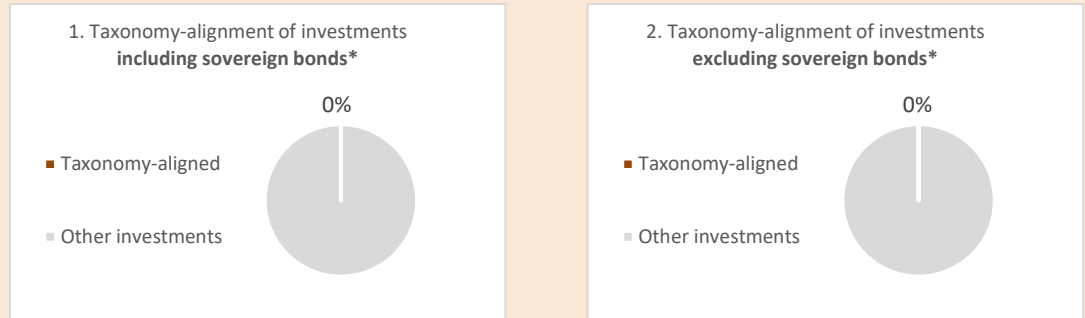 1. Taxonomy-alignment of investments
including sovereign bonds*
0%
Taxonomy-aligned
Other investments
2. Taxonomy-alignment of investments
excluding sovereign bonds*
0%
Taxonomy-aligned
Other investments